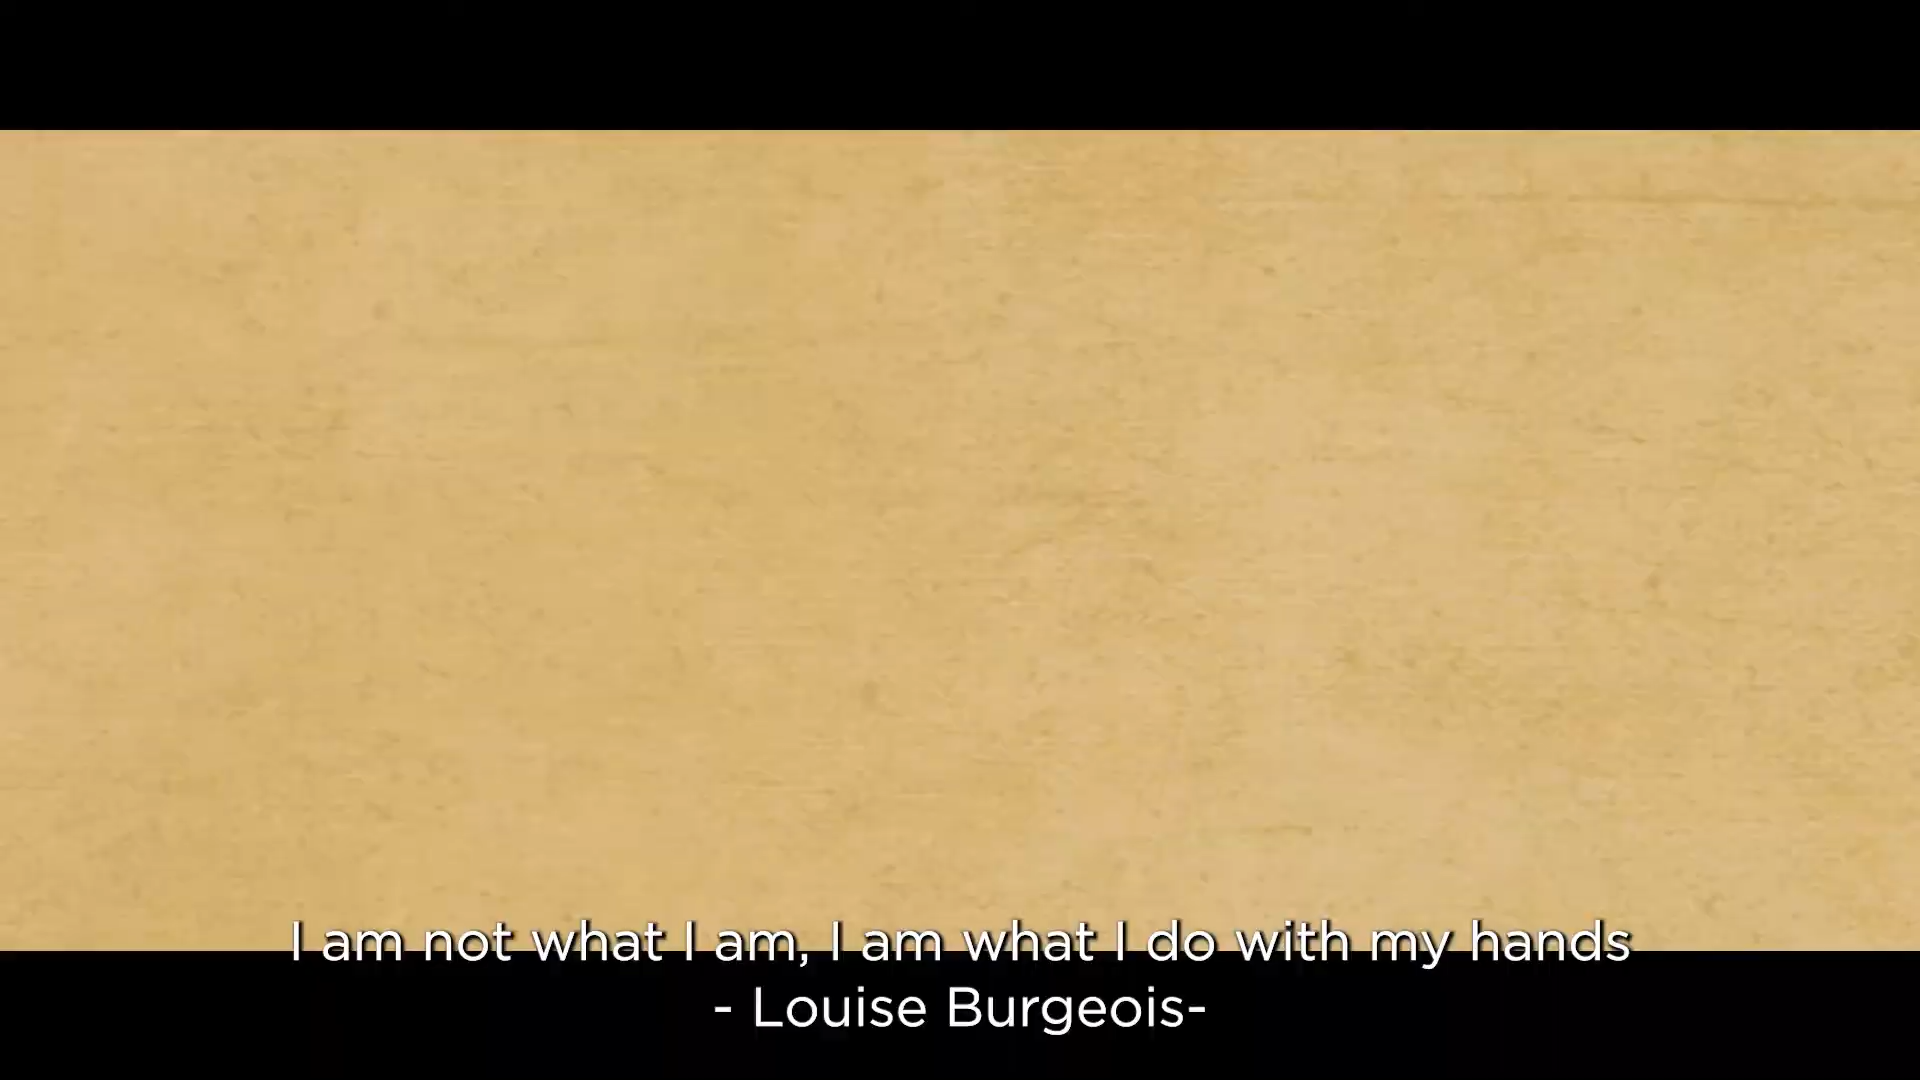 I am not what I am, I am what I do with my hands
- Louise Burgeois-